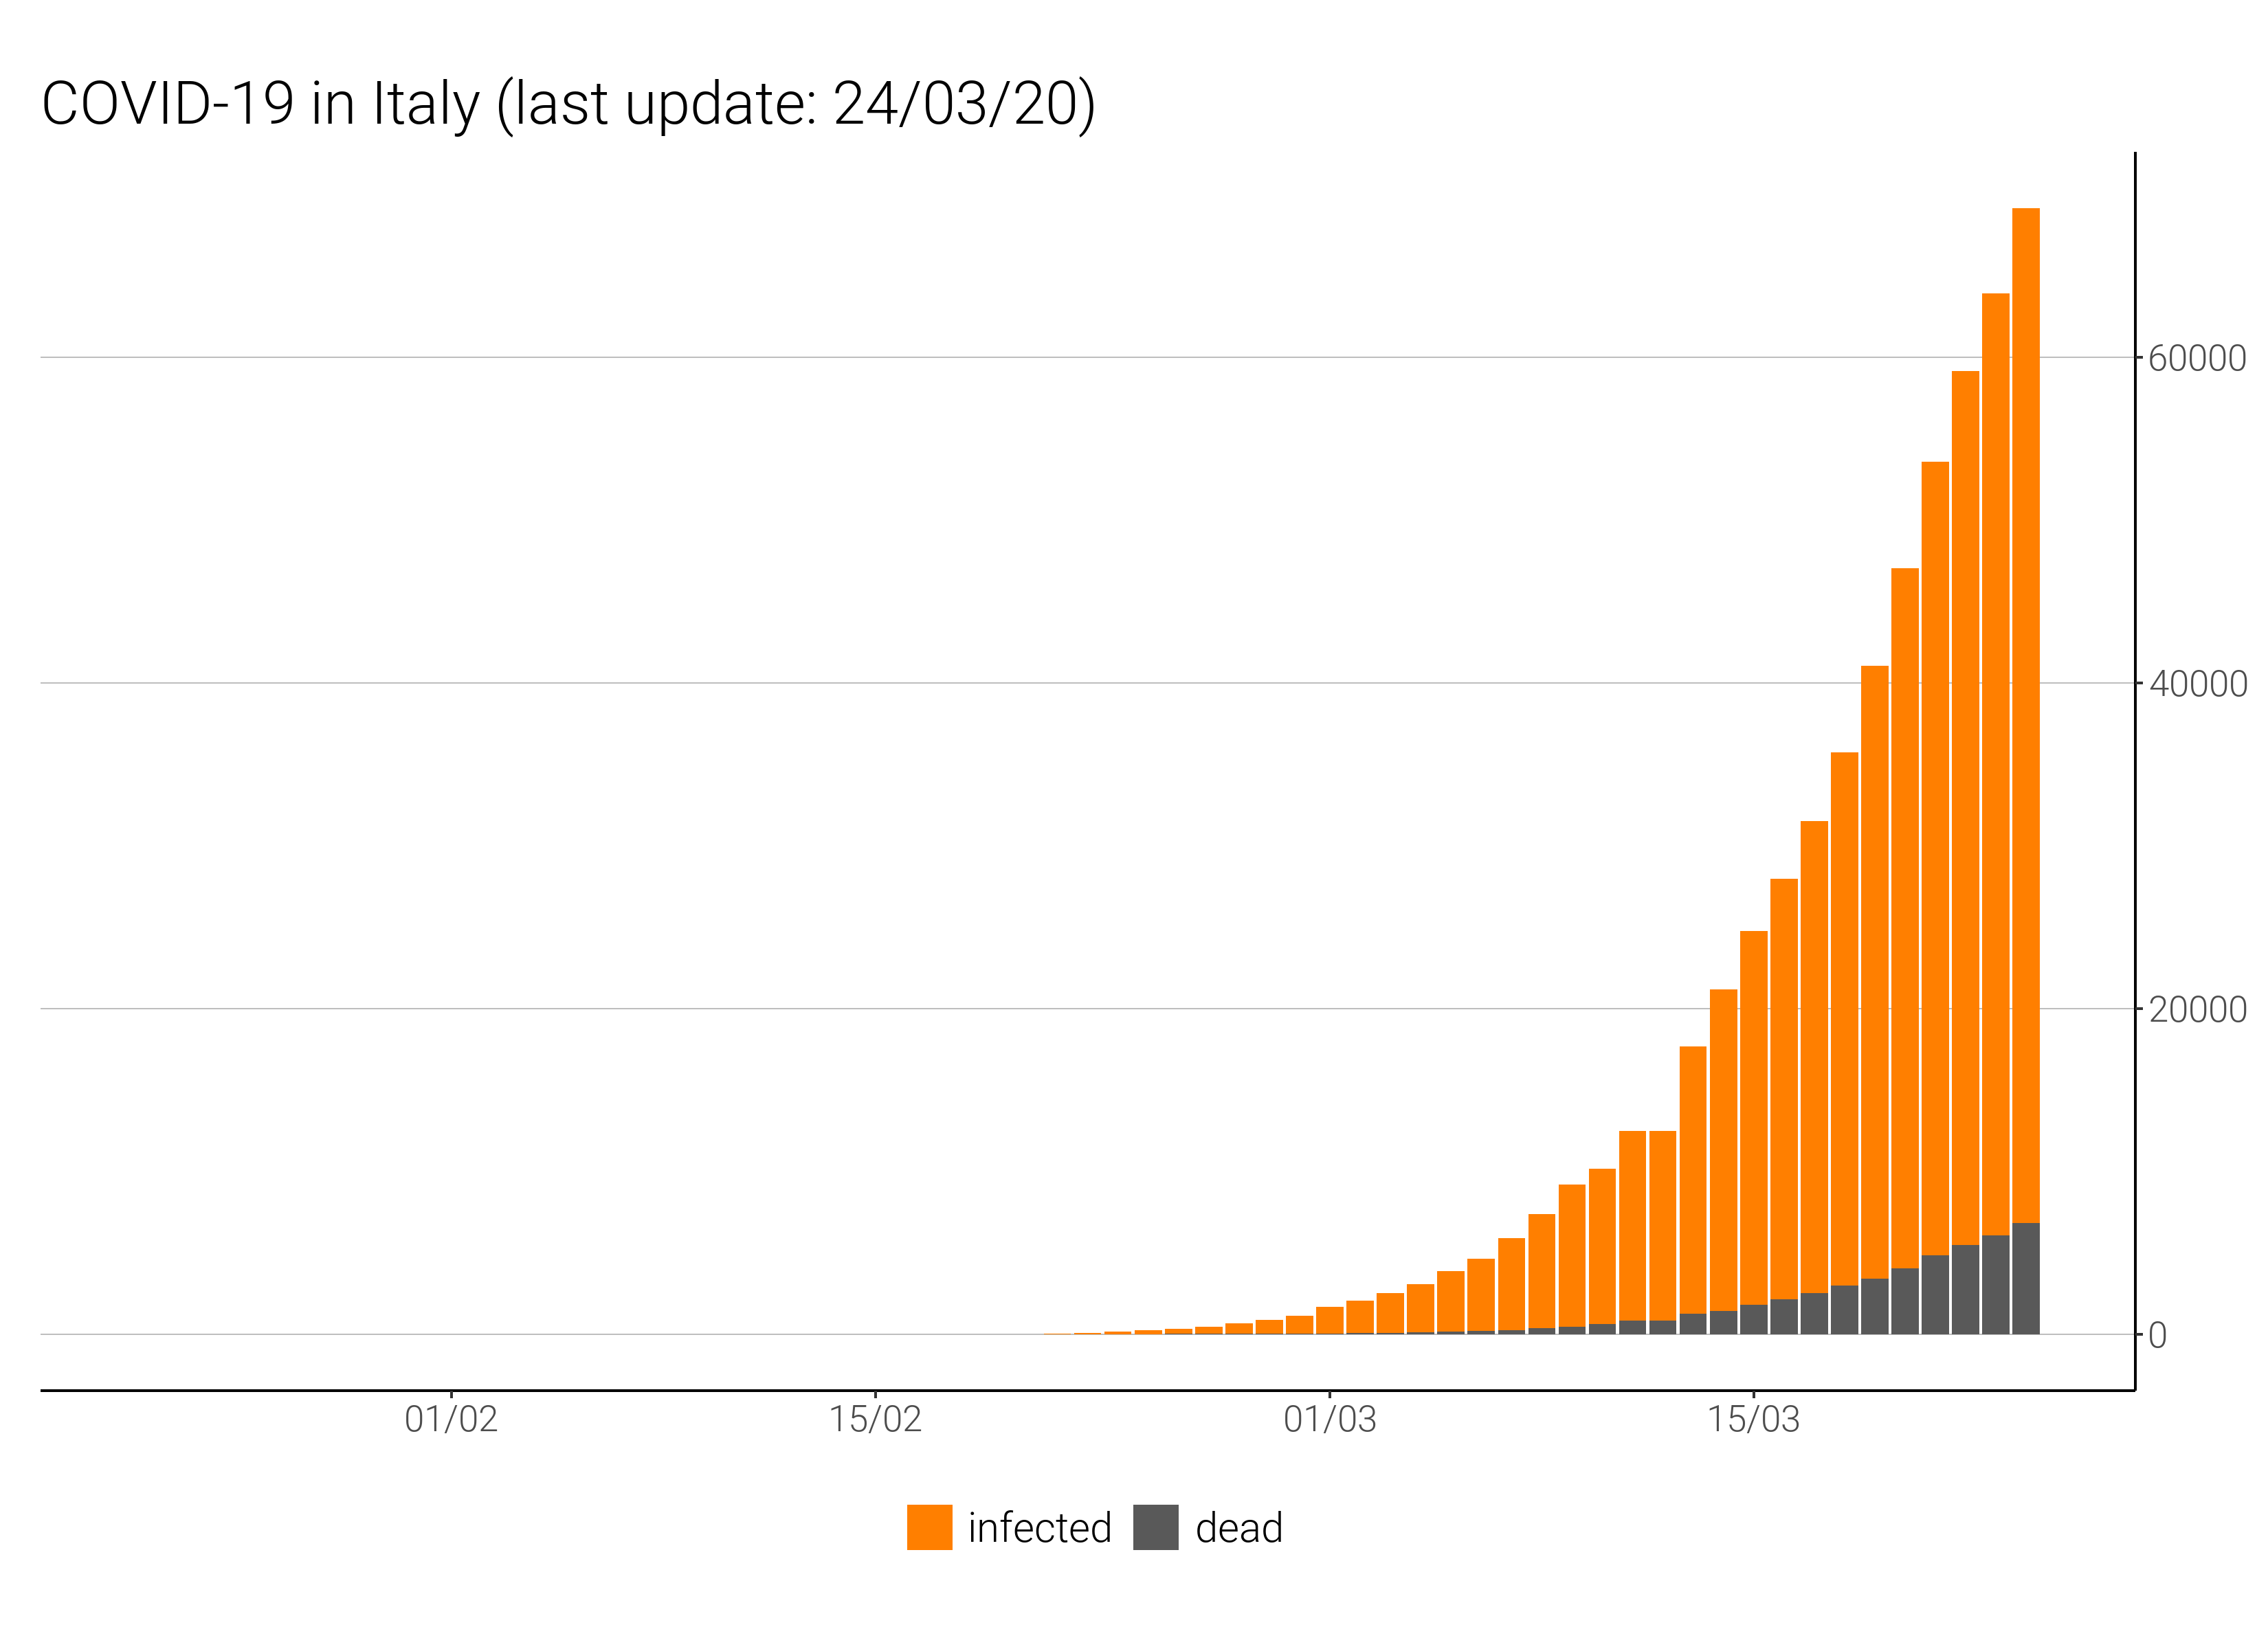 COVID-19 in Italy (last update: 24/03/20)
60000
40000
20000
0
01/02 15/02 01/03 15/03
infected dead